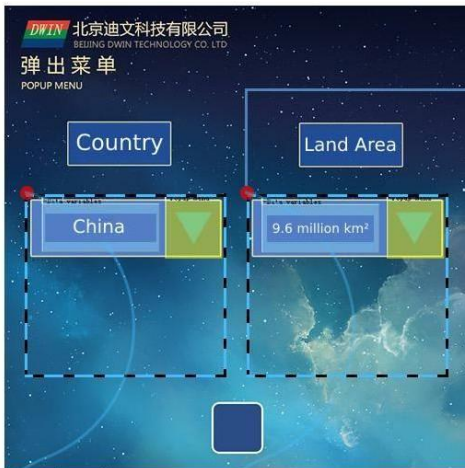 DWIN 北京迪文科技有限公司
BEIJING DWIN TECHNOLOGY CO. LTD
弹出菜单
POPUP MENU
Country
Land Area
China
9.6 million km²